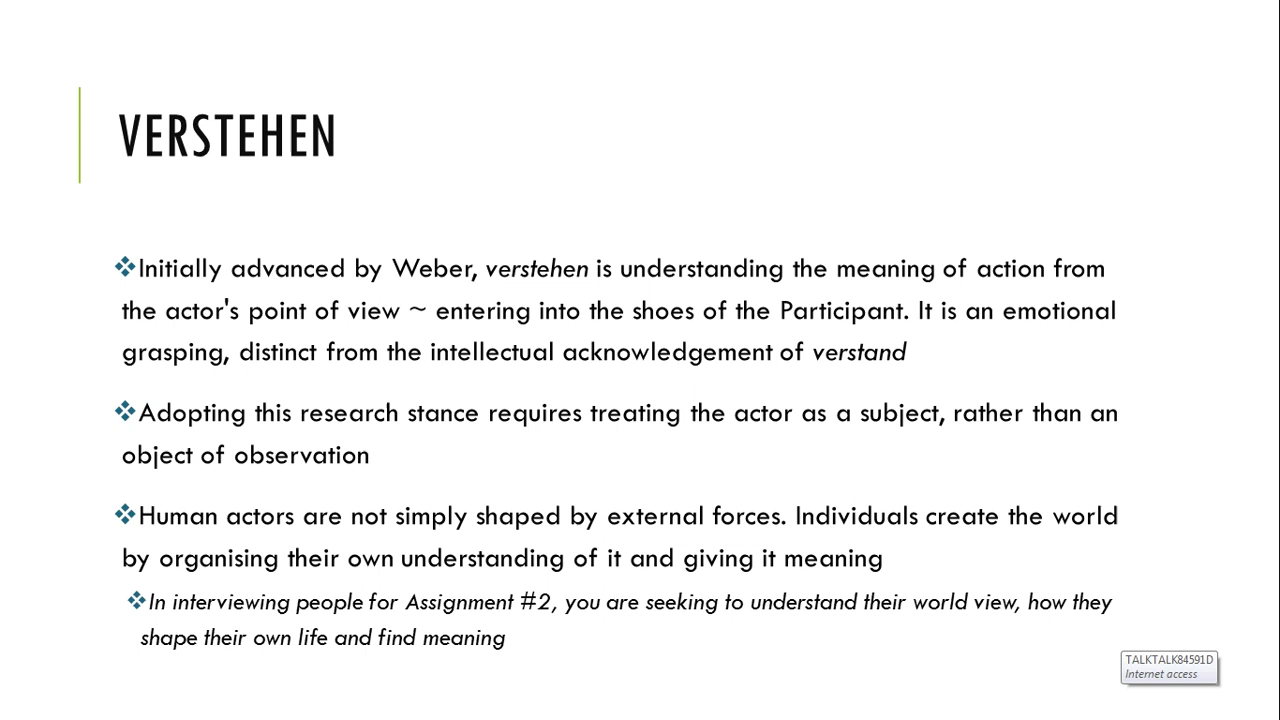 VERSTEHEN
❖Initially advanced by Weber, verstehen is understanding the meaning of action from
the actor's point of view ~ entering into the shoes of the Participant. It is an emotional
grasping, distinct from the intellectual acknowledgement of verstand
❖Adopting this research stance requires treating the actor as a subject, rather than an
object of observation
❖Human actors are not simply shaped by external forces. Individuals create the world
by organising their own understanding of it and giving it meaning
❖In interviewing people for Assignment #2, you are seeking to understand their world view, how they
shape their own life and find meaning
TALKTALK84591D
Internet access